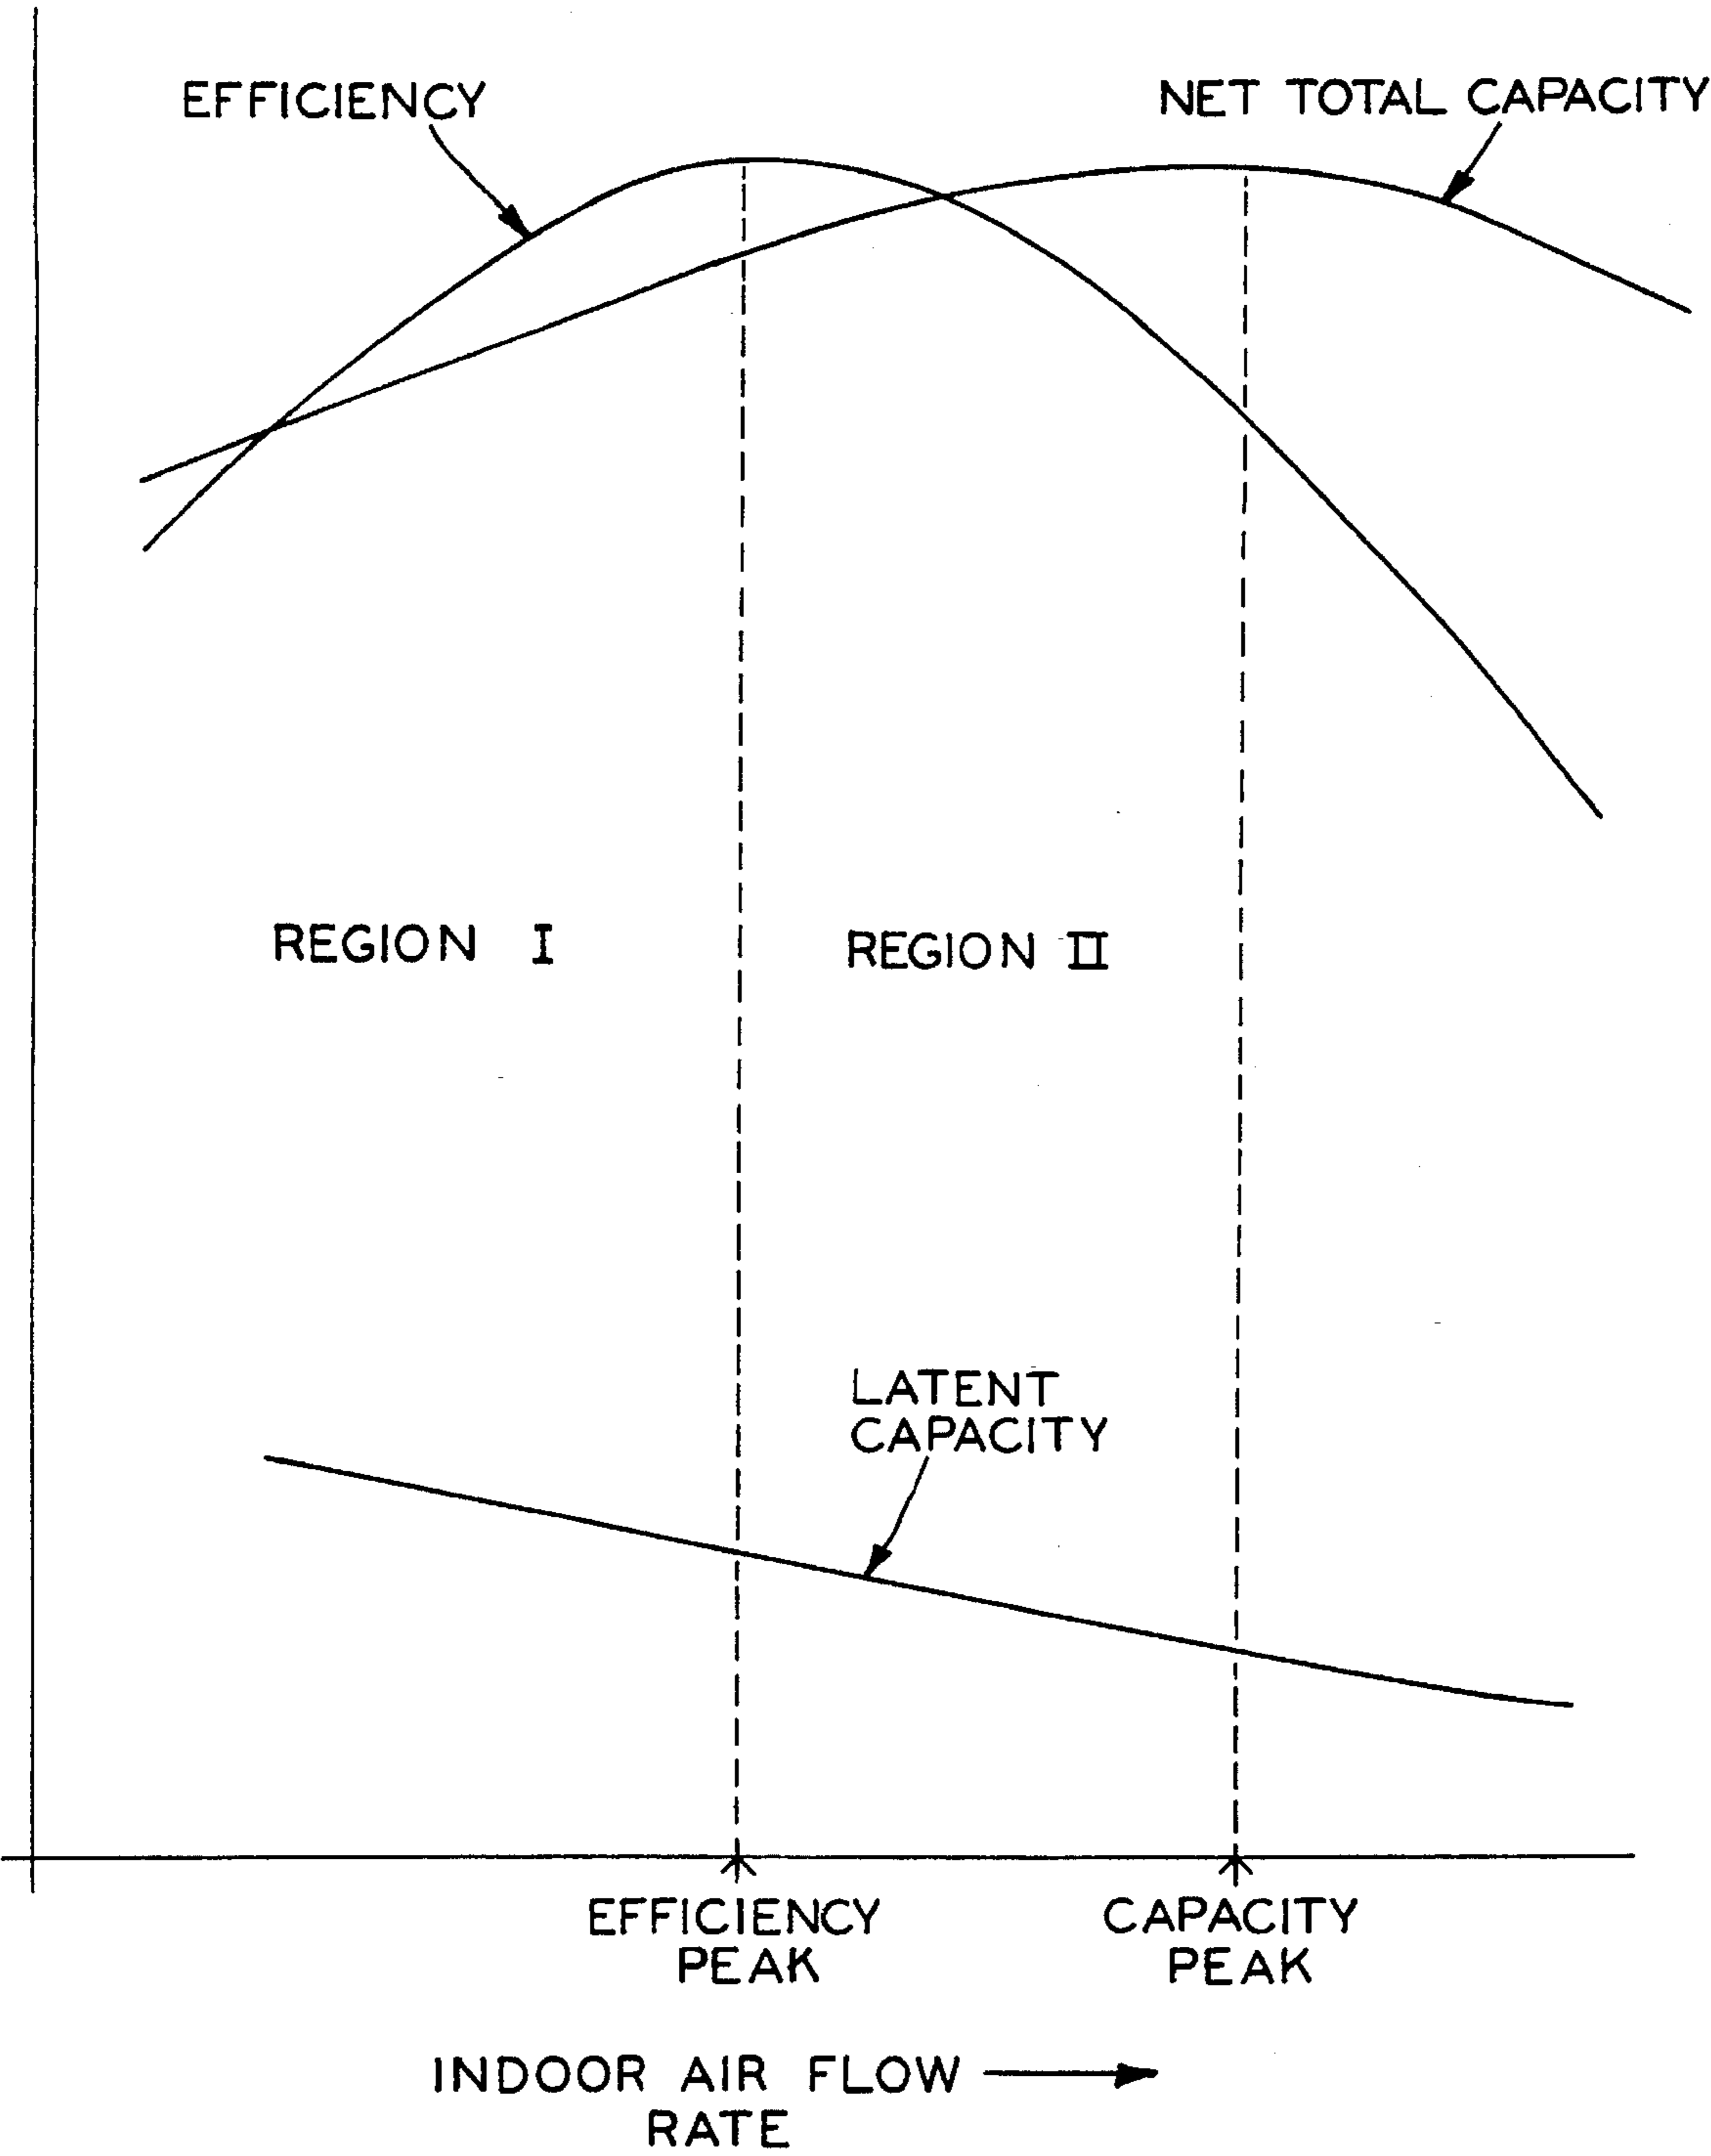 EFFICIENCY
NET TOTAL CAPACITY
REGION I
REGION II
LATENT
CAPACITY
EFFICIENCY
PEAK
CAPACITY
PEAK
INDOOR AIR FLOW
RATE